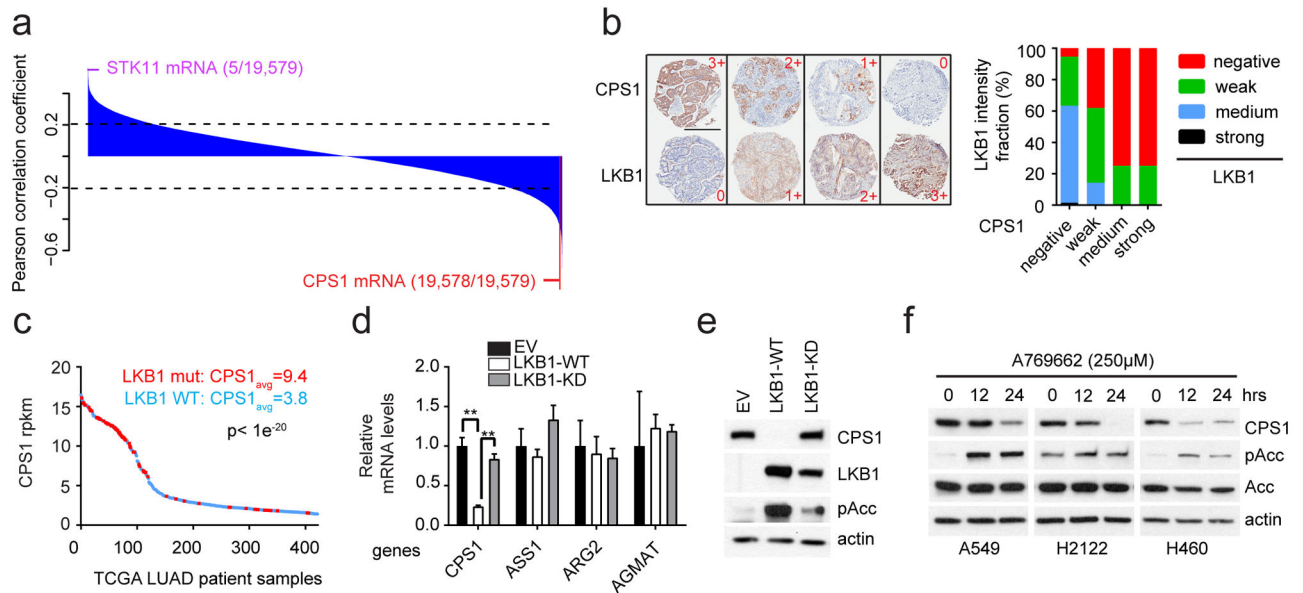 a
Pearson correlation coefficient
0.2
−0.2
−0.6
STK11 mRNA (5/19,579)
CPS1 mRNA (19,578/19,579)
b
CPS1
3+
2+
1+
0
LKB1
0
1+
2+
3+
LKB1 intensity
fraction (%)
100
80
60
40
20
0
CPS1
negative
weak
medium
strong
negative
weak
medium
strong
LKB1
c
CPS1 rpkm
20
15
10
5
0
LKB1 mut: CPS1avg=9.4
LKB1 WT: CPS1avg=3.8
p< 1e-20
0 100 200 300 400
TCGA LUAD patient samples
d
Relative
mRNA levels
2.0
1.5
1.0
0.5
0.0
EV
LKB1-WT
LKB1-KD
**
**
genes
CPS1
ASS1
ARG2
AGMAT
e
EV
LKB1-WT
LKB1-KD
CPS1
LKB1
pAcc
actin
f
A769662 (250µM)
0 12 24 0 12 24 0 12 24 hrs
CPS1
pAcc
Acc
actin
A549 H2122 H460